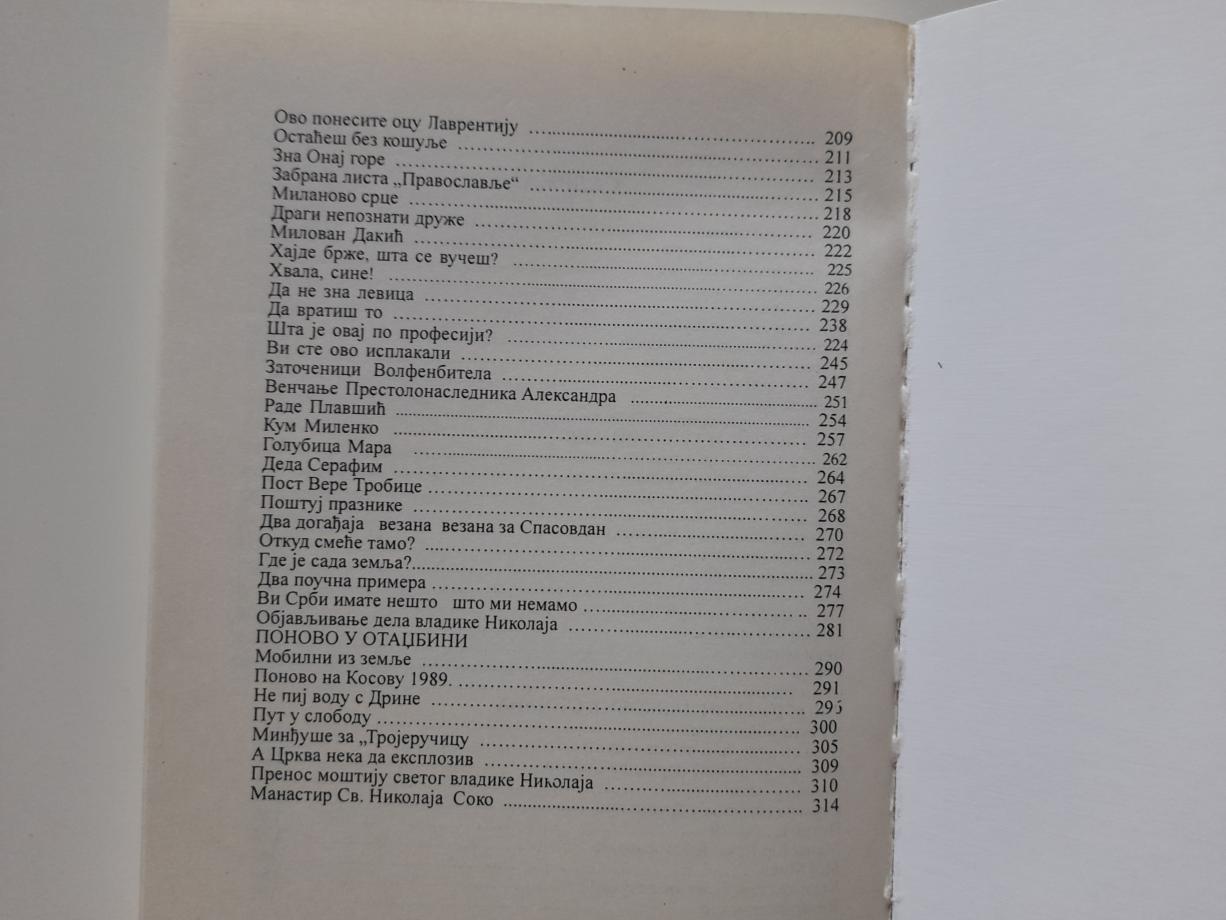 Ово понесите оцу Лаврентију ........ 209
Остаћеш без кошуље ........ 211
Зна Онај горе ........ 213
Забрана листа „Православље“ ........ 215
Миланово срце ........ 218
Драги непознати друже ........ 220
Милован Дакић ........ 222
Хајде брже, шта се вучеш? ........ 225
Хвала, сине! ........ 226
Да не зна левица ........ 229
Да вратиш то ........ 238
Шта је овај по професији? ........ 224
Ви сте ово исплакали ........ 245
Заточеници Волфенбитела ........ 247
Венчање Престолонаследника Александра ........ 251
Раде Плавшић ........ 254
Кум Миленко ........ 257
Голубица Мара ........ 262
Деда Серафим ........ 264
Пост Вере Тробице ........ 267
Поштуј празнике ........ 268
Два догађаја везана везана за Спасовдан ........ 270
Откуд смеће тамо? ........ 272
Где је сада земља? ........ 273
Два поучна примера ........ 274
Ви Срби имате нешто што ми немамо ........ 277
Објављивање дела владике Николаја ........ 281
ПОНОВО У ОТАЏБИНИ
Мобилни из земље ........ 290
Поново на Косову 1989. ........ 291
Не пиј воду с Дрине ........ 295
Пут у слободу ........ 300
Минђуше за „Тројеручицу ........ 305
А Црква нека да експлозив ........ 309
Пренос моштију светог владике Николаја ........ 310
Манастир Св. Николаја Соко ........ 314